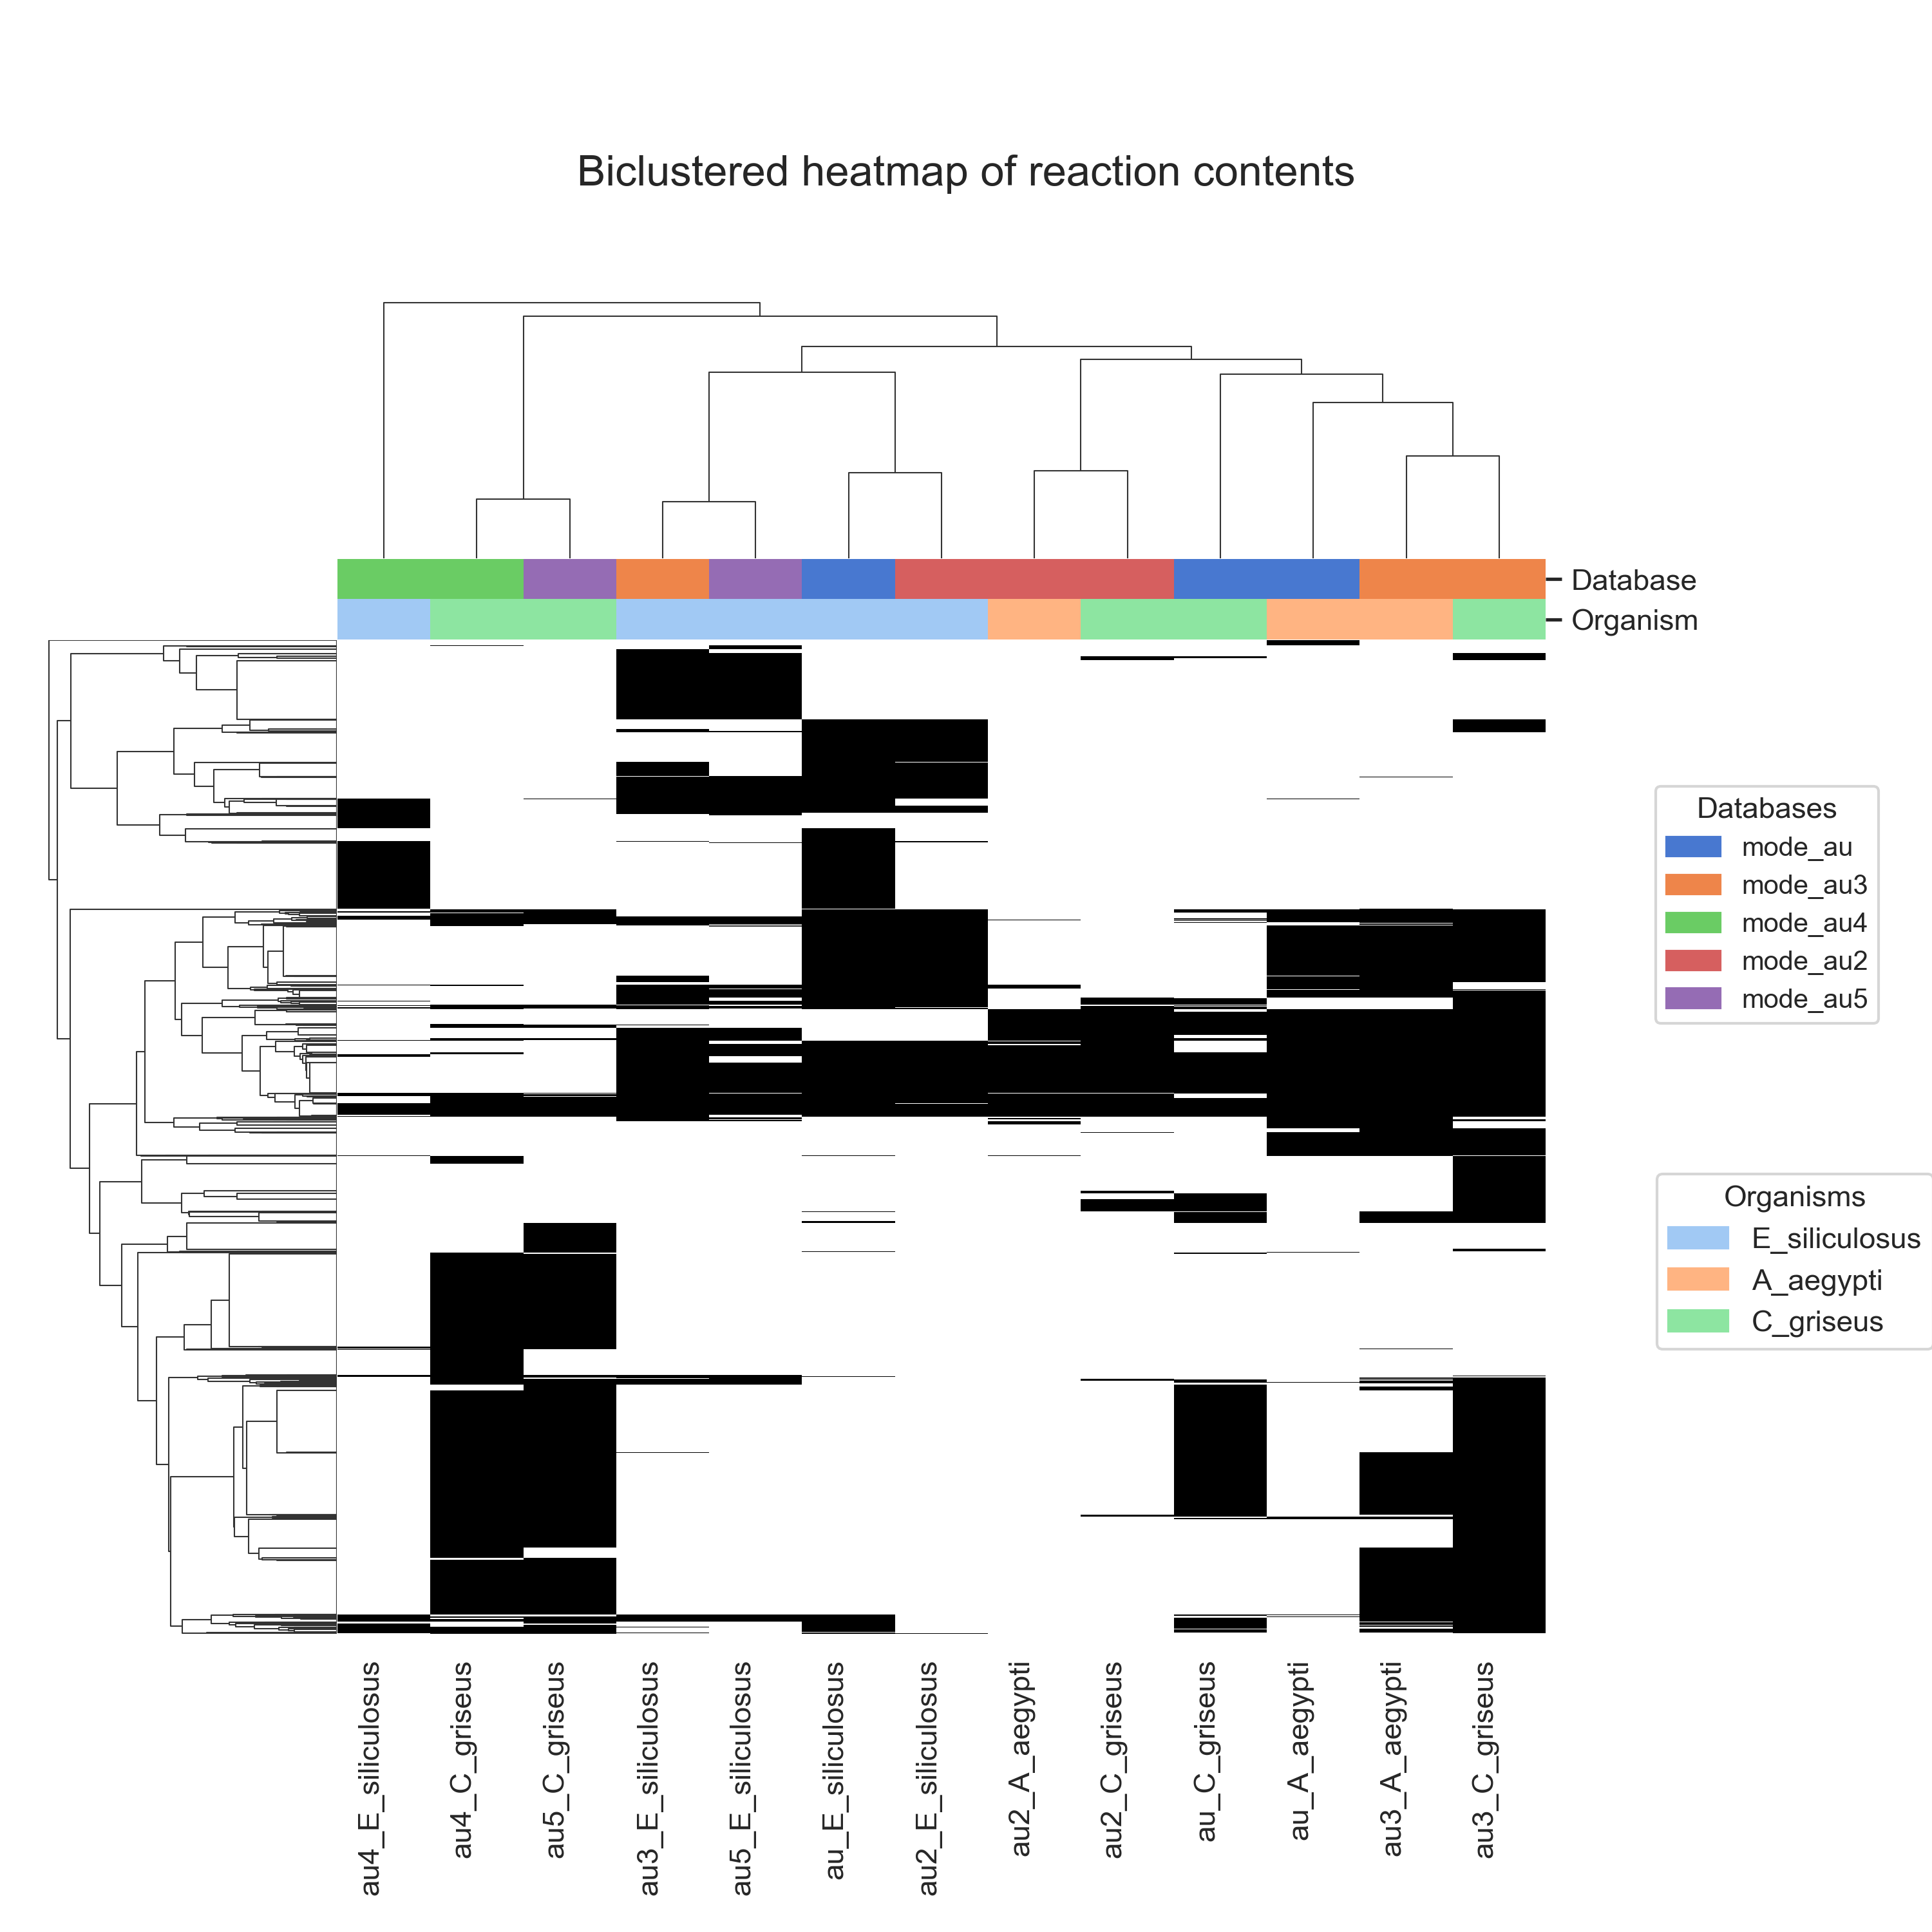 Biclustered heatmap of reaction contents
Database
Organism
Databases
mode_au
mode_au3
mode_au4
mode_au2
mode_au5
Organisms
E_siliculosus
A_aegypti
C_griseus
au4_E_siliculosus
au4_C_griseus
au5_C_griseus
au3_E_siliculosus
au5_E_siliculosus
au_E_siliculosus
au2_E_siliculosus
au2_A_aegypti
au2_C_griseus
au_C_griseus
au_A_aegypti
au3_A_aegypti
au3_C_griseus